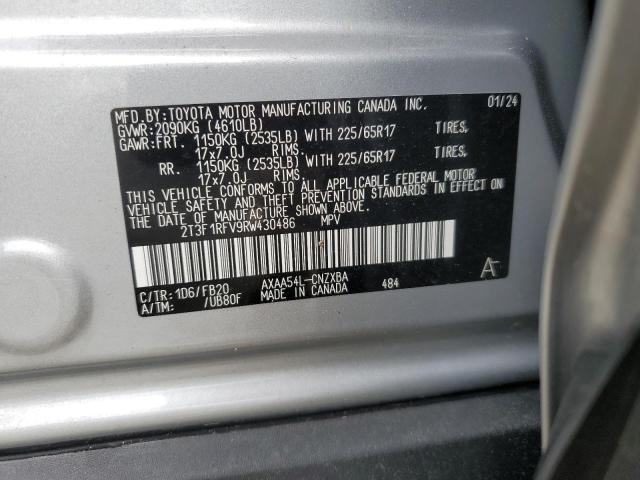 MFD.BY:TOYOTA MOTOR MANUFACTURING CANADA INC. 01/24
GVWR:2090KG (4610LB)
GAWR:FRT. 1150KG (2535LB) WITH 225/65R17 TIRES,
17x7.0J RIMS.
RR. 1150KG (2535LB) WITH 225/65R17 TIRES,
17x7.0J RIMS.
THIS VEHICLE CONFORMS TO ALL APPLICABLE FEDERAL MOTOR
VEHICLE SAFETY AND THEFT PREVENTION STANDARDS IN EFFECT ON
THE DATE OF MANUFACTURE SHOWN ABOVE.
2T3F1RFV9RW430486 MPV
C/TR:1D6/FB20 AXAA54L-CNZXBA 484
A/TM: /UB80F MADE IN CANADA
A